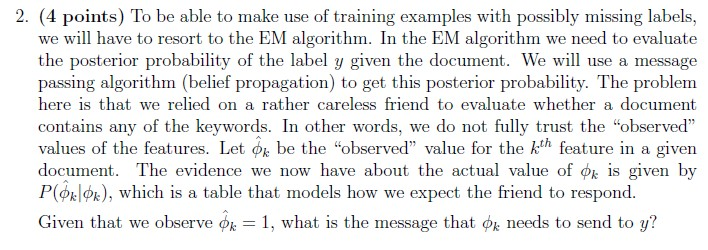 2. (4 points) To be able to make use of training examples with possibly missing labels,
we will have to resort to the EM algorithm. In the EM algorithm we need to evaluate
the posterior probability of the label y given the document. We will use a message
passing algorithm (belief propagation) to get this posterior probability. The problem
here is that we relied on a rather careless friend to evaluate whether a document
contains any of the keywords. In other words, we do not fully trust the “observed”
values of the features. Let ϕ̂ₖ be the “observed” value for the kᵗʰ feature in a given
document. The evidence we now have about the actual value of ϕₖ is given by
P(ϕ̂ₖ|ϕₖ), which is a table that models how we expect the friend to respond.
Given that we observe ϕ̂ₖ = 1, what is the message that ϕₖ needs to send to y?